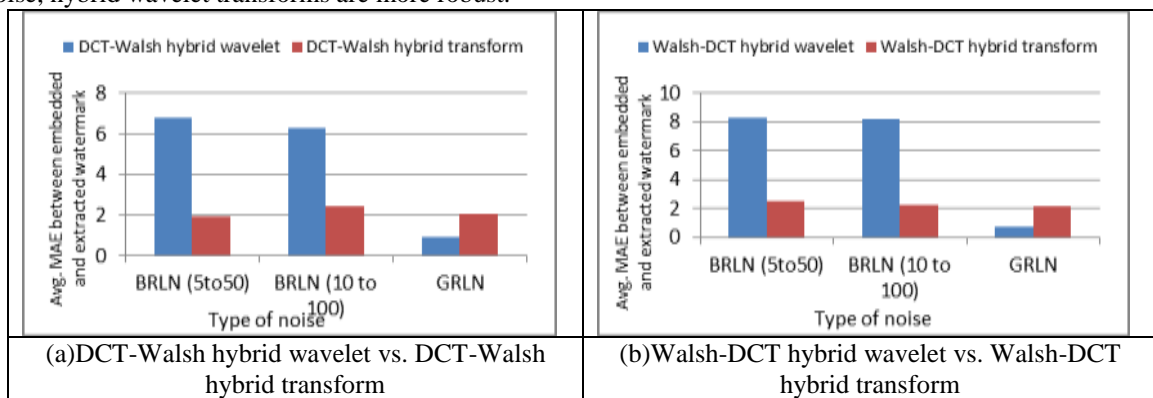 oise, hybrid wavelet transforms are more robust.
DCT-Walsh hybrid wavelet DCT-Walsh hybrid transform
Avg. MAE between embedded
and extracted watermark
8
6
4
2
0
BRLN (5to50) BRLN (10 to
100) GRLN
Type of noise
(a)DCT-Walsh hybrid wavelet vs. DCT-Walsh
hybrid transform
Walsh-DCT hybrid wavelet Walsh-DCT hybrid transform
Avg. MAE between embedded
and extracted watermark
10
8
6
4
2
0
BRLN (5to50) BRLN (10 to
100) GRLN
Type of noise
(b)Walsh-DCT hybrid wavelet vs. Walsh-DCT
hybrid transform